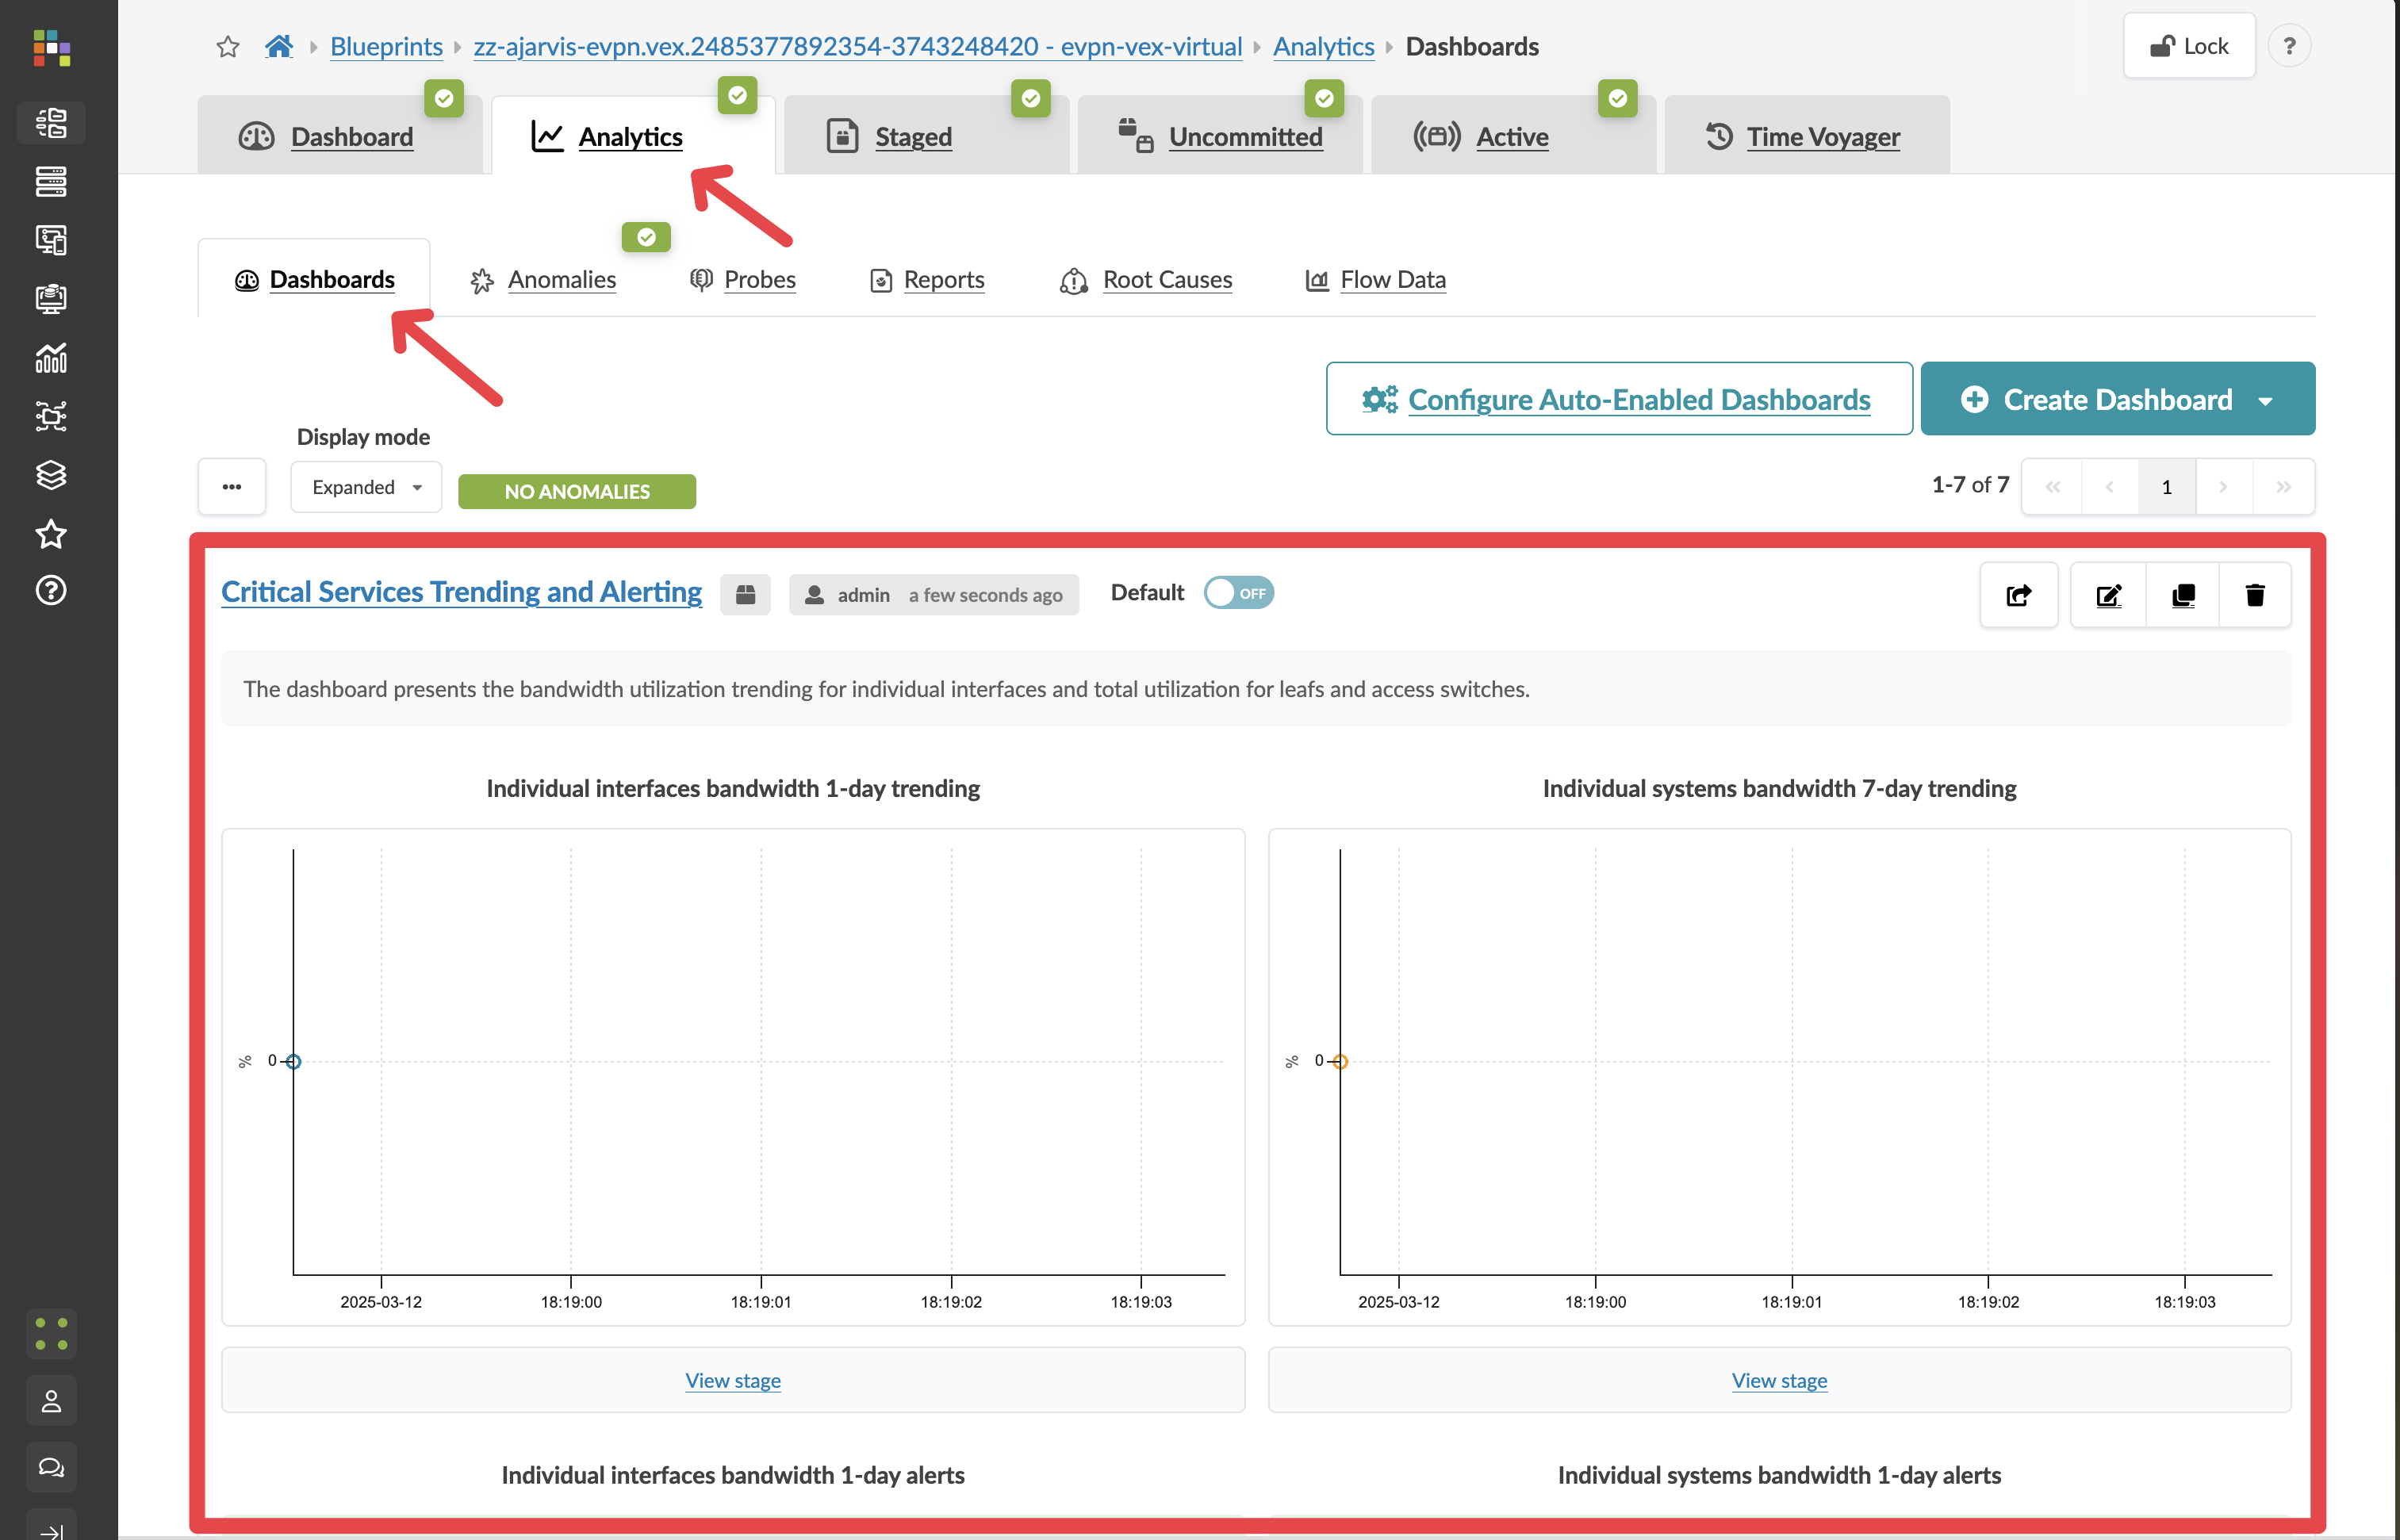 Blueprints zz-ajarvis-evpn.vex.2485377892354-3743248420 - evpn-vex-virtual Analytics Dashboards
Lock ?
Dashboard Analytics Staged Uncommitted Active Time Voyager
Dashboards Anomalies Probes Reports Root Causes Flow Data
Configure Auto-Enabled Dashboards Create Dashboard
Display mode
... Expanded NO ANOMALIES 1-7 of 7 « ‹ 1 › »
Critical Services Trending and Alerting admin a few seconds ago Default OFF
The dashboard presents the bandwidth utilization trending for individual interfaces and total utilization for leafs and access switches.
Individual interfaces bandwidth 1-day trending Individual systems bandwidth 7-day trending
% 0 % 0
2025-03-12 18:19:00 18:19:01 18:19:02 18:19:03 2025-03-12 18:19:00 18:19:01 18:19:02 18:19:03
View stage View stage
Individual interfaces bandwidth 1-day alerts Individual systems bandwidth 1-day alerts